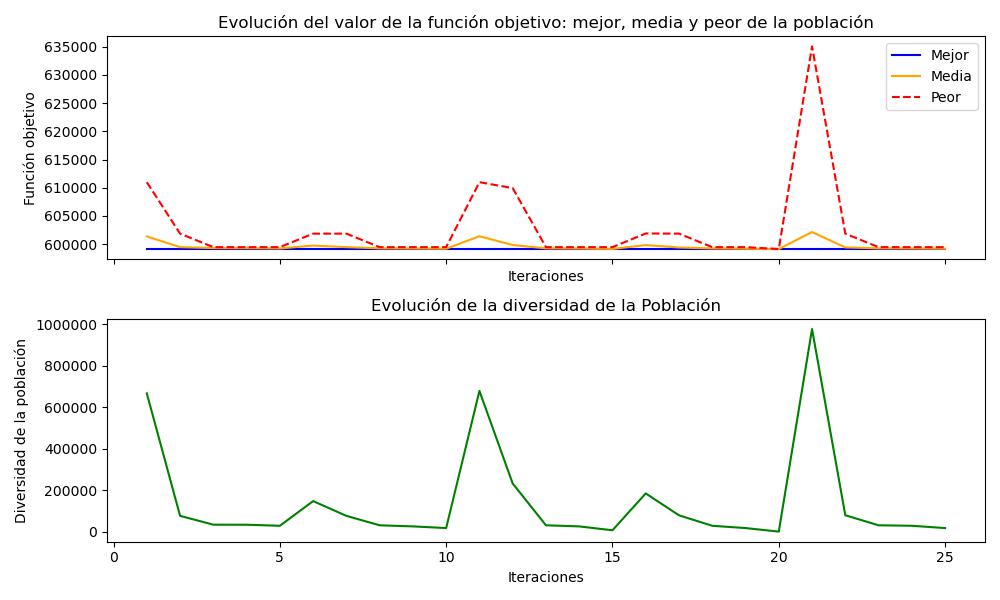 Evolución del valor de la función objetivo: mejor, media y peor de la población
635000
630000
625000
620000
615000
610000
605000
600000
Función objetivo
Mejor
Media
Peor
Iteraciones
Evolución de la diversidad de la Población
1000000
800000
600000
400000
200000
0
Diversidad de la población
0 5 10 15 20 25
Iteraciones